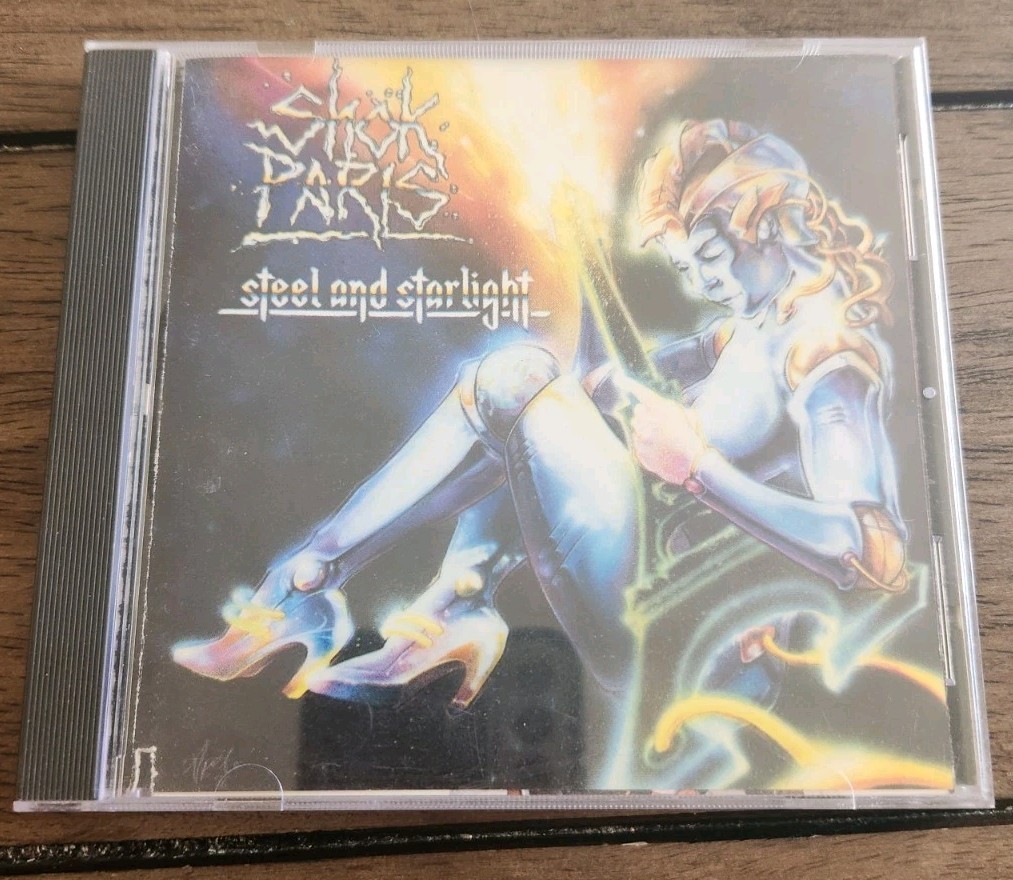 Shok
Paris
steel and starlight